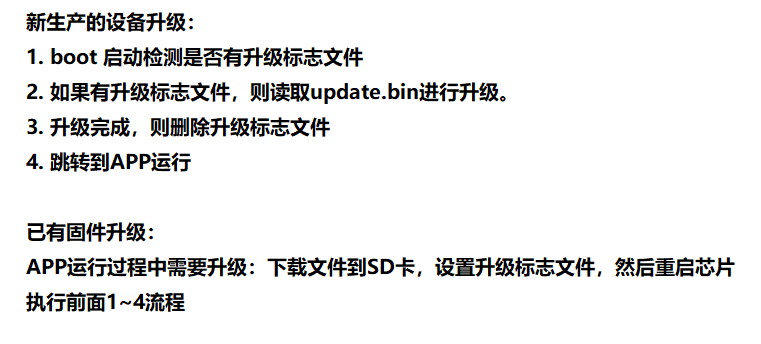 新生产的设备升级：
1. boot 启动检测是否有升级标志文件
2. 如果有升级标志文件，则读取update.bin进行升级。
3. 升级完成，则删除升级标志文件
4. 跳转到APP运行
已有固件升级：
APP运行过程中需要升级：下载文件到SD卡，设置升级标志文件，然后重启芯片
执行前面1~4流程